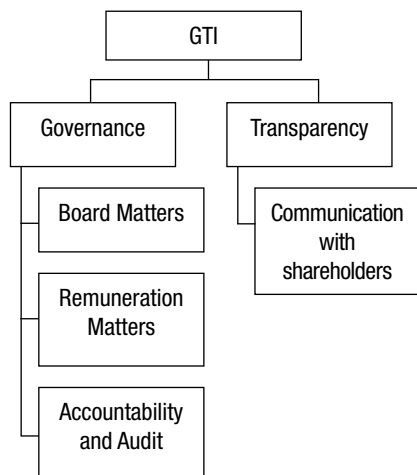 GTI
Governance
Transparency
Board Matters
Communication
with
shareholders
Remuneration
Matters
Accountability
and Audit